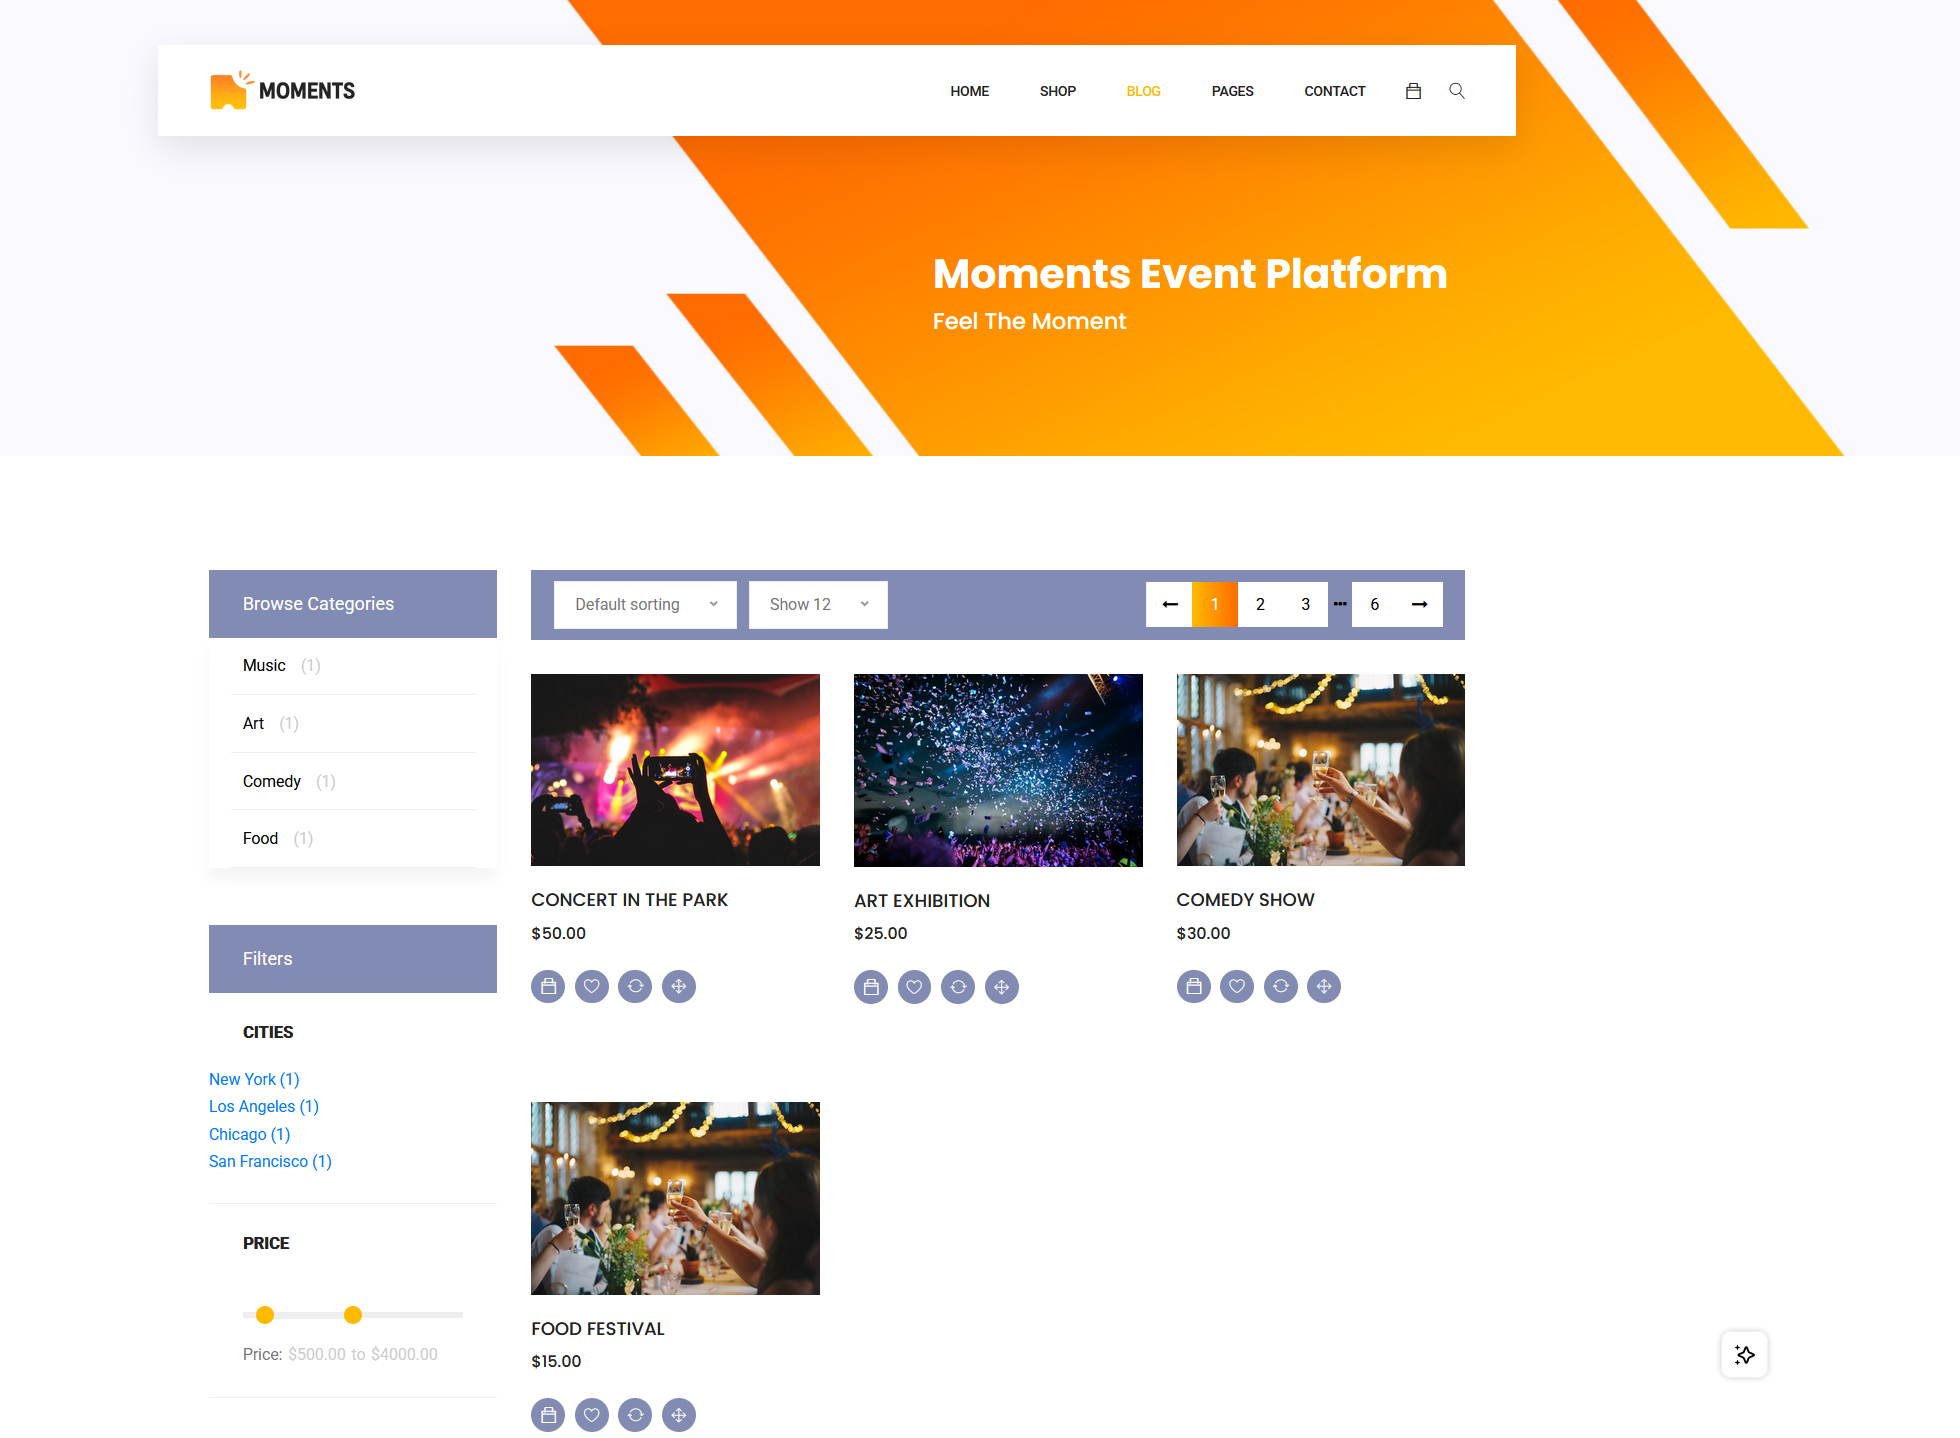 MOMENTS
HOME SHOP BLOG PAGES CONTACT
Moments Event Platform
Feel The Moment
Browse Categories
Music (1)
Art (1)
Comedy (1)
Food (1)
Filters
CITIES
New York (1)
Los Angeles (1)
Chicago (1)
San Francisco (1)
PRICE
Price: $500.00 to $4000.00
Default sorting
Show 12
1 2 3 ··· 6
CONCERT IN THE PARK
$50.00
ART EXHIBITION
$25.00
COMEDY SHOW
$30.00
FOOD FESTIVAL
$15.00